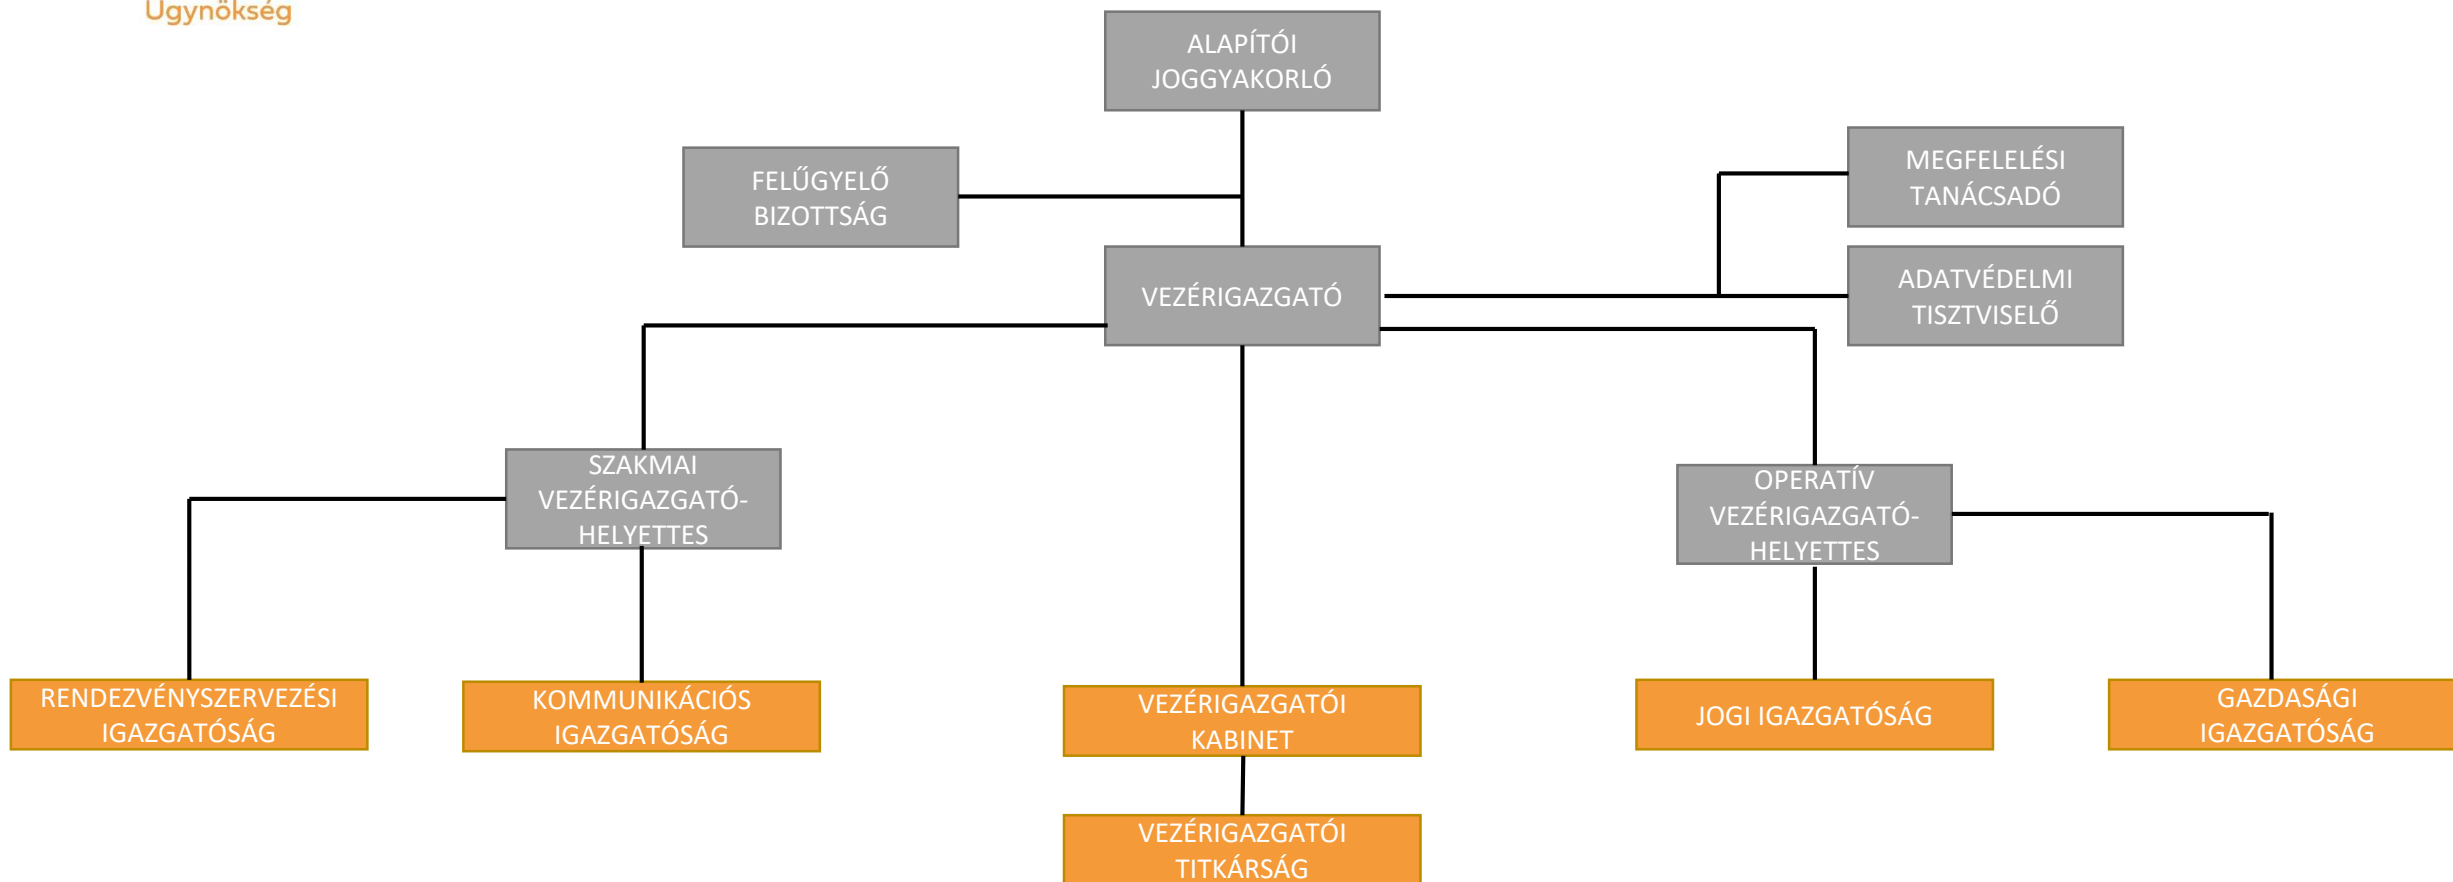 Ügynökség
ALAPÍTÓI
JOGGYAKORLÓ
FELŰGYELŐ
BIZOTTSÁG
MEGFELELÉSI
TANÁCSADÓ
VEZÉRIGAZGATÓ
ADATVÉDELMI
TISZTVISELŐ
SZAKMAI
VEZÉRIGAZGATÓ-
HELYETTES
OPERATÍV
VEZÉRIGAZGATÓ-
HELYETTES
RENDEZVÉNYSZERVEZÉSI
IGAZGATÓSÁG
KOMMUNIKÁCIÓS
IGAZGATÓSÁG
VEZÉRIGAZGATÓI
KABINET
JOGI IGAZGATÓSÁG
GAZDASÁGI
IGAZGATÓSÁG
VEZÉRIGAZGATÓI
TITKÁRSÁG